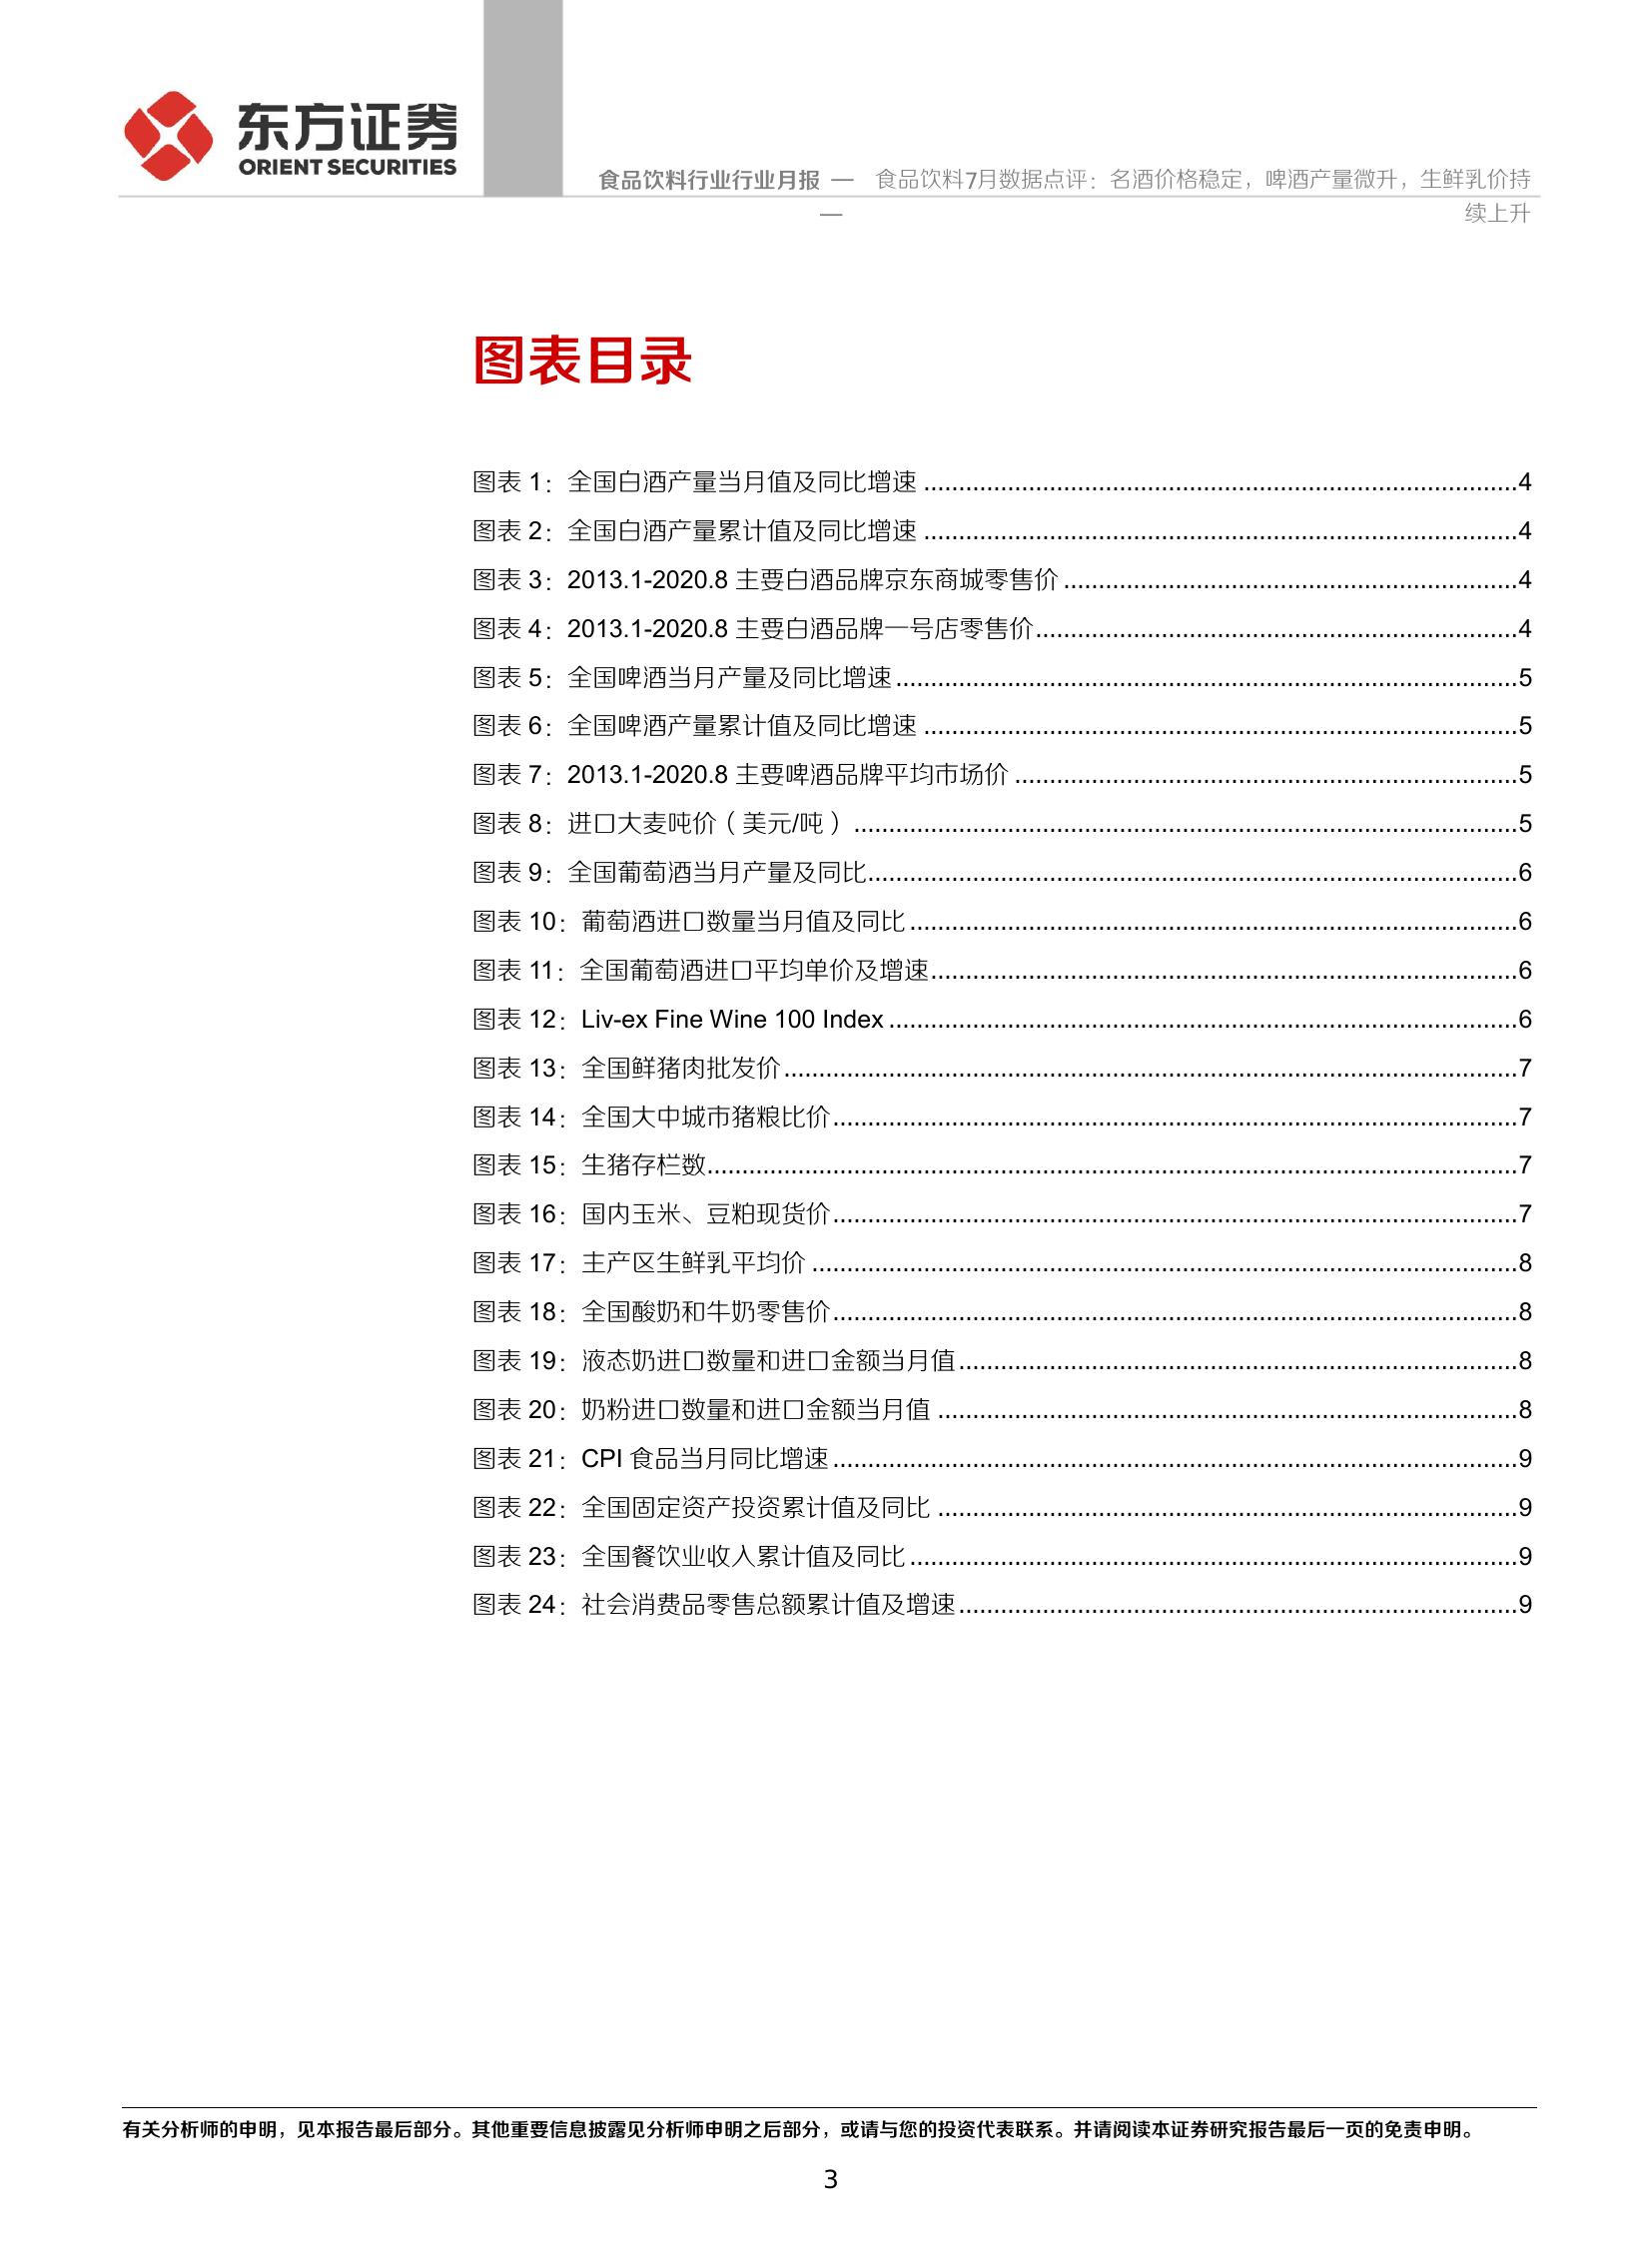 东方证券
ORIENT SECURITIES
食品饮料行业行业月报 —— 食品饮料7月数据点评：名酒价格稳定，啤酒产量微升，生鲜乳价持
续上升
图表目录
图表 1：全国白酒产量当月值及同比增速 ....................4
图表 2：全国白酒产量累计值及同比增速 ....................4
图表 3：2013.1-2020.8 主要白酒品牌京东商城零售价 ....................4
图表 4：2013.1-2020.8 主要白酒品牌一号店零售价....................4
图表 5：全国啤酒当月产量及同比增速 ....................5
图表 6：全国啤酒产量累计值及同比增速 ....................5
图表 7：2013.1-2020.8 主要啤酒品牌平均市场价 ....................5
图表 8：进口大麦吨价（美元/吨） ....................5
图表 9：全国葡萄酒当月产量及同比....................6
图表 10：葡萄酒进口数量当月值及同比 ....................6
图表 11：全国葡萄酒进口平均单价及增速....................6
图表 12：Liv-ex Fine Wine 100 Index ....................6
图表 13：全国鲜猪肉批发价 ....................7
图表 14：全国大中城市猪粮比价....................7
图表 15：生猪存栏数....................7
图表 16：国内玉米、豆粕现货价....................7
图表 17：主产区生鲜乳平均价 ....................8
图表 18：全国酸奶和牛奶零售价....................8
图表 19：液态奶进口数量和进口金额当月值....................8
图表 20：奶粉进口数量和进口金额当月值 ....................8
图表 21：CPI 食品当月同比增速....................9
图表 22：全国固定资产投资累计值及同比 ....................9
图表 23：全国餐饮业收入累计值及同比 ....................9
图表 24：社会消费品零售总额累计值及增速....................9
有关分析师的申明，见本报告最后部分。其他重要信息披露见分析师申明之后部分，或请与您的投资代表联系。并请阅读本证券研究报告最后一页的免责申明。
3